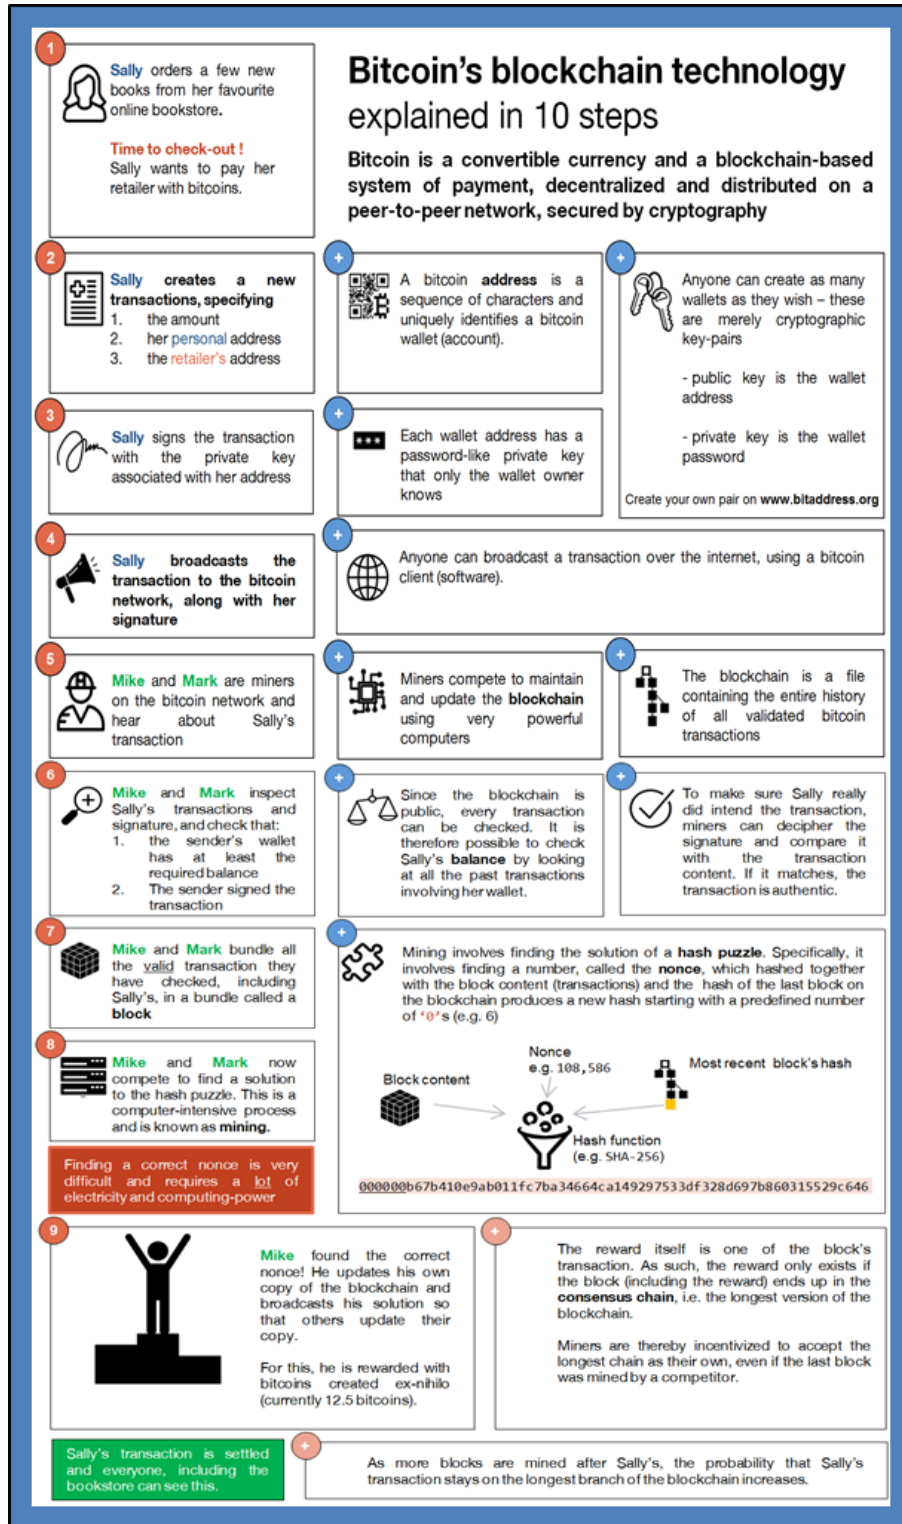 1
Sally orders a few new
books from her favourite
online bookstore.
Time to check-out !
Sally wants to pay her
retailer with bitcoins.
Bitcoin's blockchain technology
explained in 10 steps
Bitcoin is a convertible currency and a blockchain-based
system of payment, decentralized and distributed on a
peer-to-peer network, secured by cryptography
2
Sally creates a new
transactions, specifying
1. the amount
2. her personal address
3. the retailer's address
+
A bitcoin address is a
sequence of characters and
uniquely identifies a bitcoin
wallet (account).
+
Anyone can create as many
wallets as they wish – these
are merely cryptographic
key-pairs
- public key is the wallet
address
- private key is the wallet
password
Create your own pair on www.bitaddress.org
3
Sally signs the transaction
with the private key
associated with her address
+
***
Each wallet address has a
password-like private key
that only the wallet owner
knows
4
Sally broadcasts the
transaction to the bitcoin
network, along with her
signature
+
Anyone can broadcast a transaction over the internet, using a bitcoin
client (software).
5
Mike and Mark are miners
on the bitcoin network and
hear about Sally's
transaction
+
Miners compete to maintain
and update the blockchain
using very powerful
computers
+
The blockchain is a file
containing the entire history
of all validated bitcoin
transactions
6
Mike and Mark inspect
Sally's transactions and
signature, and check that:
1. the sender's wallet
has at least the
required balance
2. The sender signed the
transaction
+
Since the blockchain is
public, every transaction
can be checked. It is
therefore possible to check
Sally's balance by looking
at all the past transactions
involving her wallet.
+
To make sure Sally really
did intend the transaction,
miners can decipher the
signature and compare it
with the transaction
content. If it matches, the
transaction is authentic.
7
Mike and Mark bundle all
the valid transaction they
have checked, including
Sally's, in a bundle called a
block
+
Mining involves finding the solution of a hash puzzle. Specifically, it
involves finding a number, called the nonce, which hashed together
with the block content (transactions) and the hash of the last block on
the blockchain produces a new hash starting with a predefined number
of '0's (e.g. 6)
Nonce
e.g. 108,586
Block content
Most recent block's hash
Hash function
(e.g. SHA-256)
000000b67b410e9ab011fc7ba34664ca149297533df328d697b860315529c646
8
Mike and Mark now
compete to find a solution
to the hash puzzle. This is a
computer-intensive process
and is known as mining.
Finding a correct nonce is very
difficult and requires a lot of
electricity and computing-power
9
Mike found the correct
nonce! He updates his own
copy of the blockchain and
broadcasts his solution so
that others update their
copy.
For this, he is rewarded with
bitcoins created ex-nihilo
(currently 12.5 bitcoins).
+
The reward itself is one of the block's
transaction. As such, the reward only exists if
the block (including the reward) ends up in the
consensus chain, i.e. the longest version of the
blockchain.
Miners are thereby incentivized to accept the
longest chain as their own, even if the last block
was mined by a competitor.
Sally's transaction is settled
and everyone, including the
bookstore can see this.
+
As more blocks are mined after Sally's, the probability that Sally's
transaction stays on the longest branch of the blockchain increases.